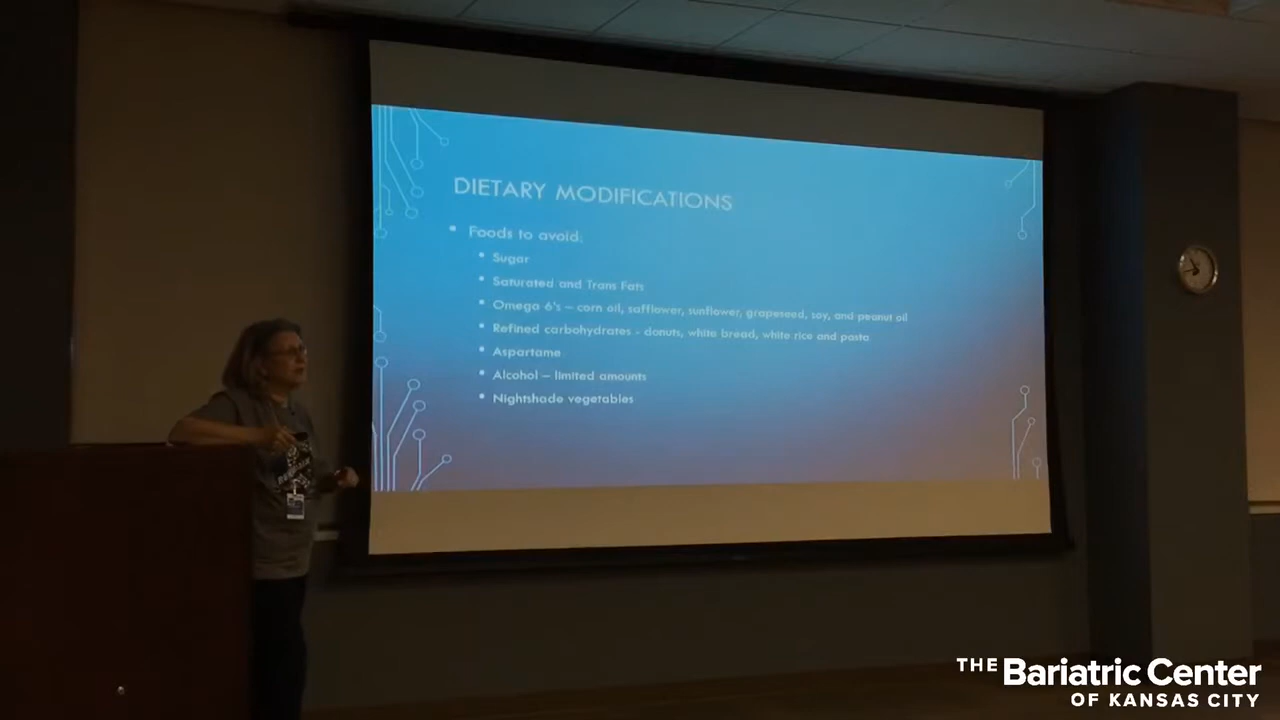 DIETARY MODIFICATIONS
Foods to avoid:
Sugar
Saturated and Trans Fats
Omega 6's – corn oil, safflower, sunflower, grapeseed, soy, and peanut oil
Refined carbohydrates - donuts, white bread, white rice and pasta
Aspartame
Alcohol – limited amounts
Nightshade vegetables
THE Bariatric Center
OF KANSAS CITY